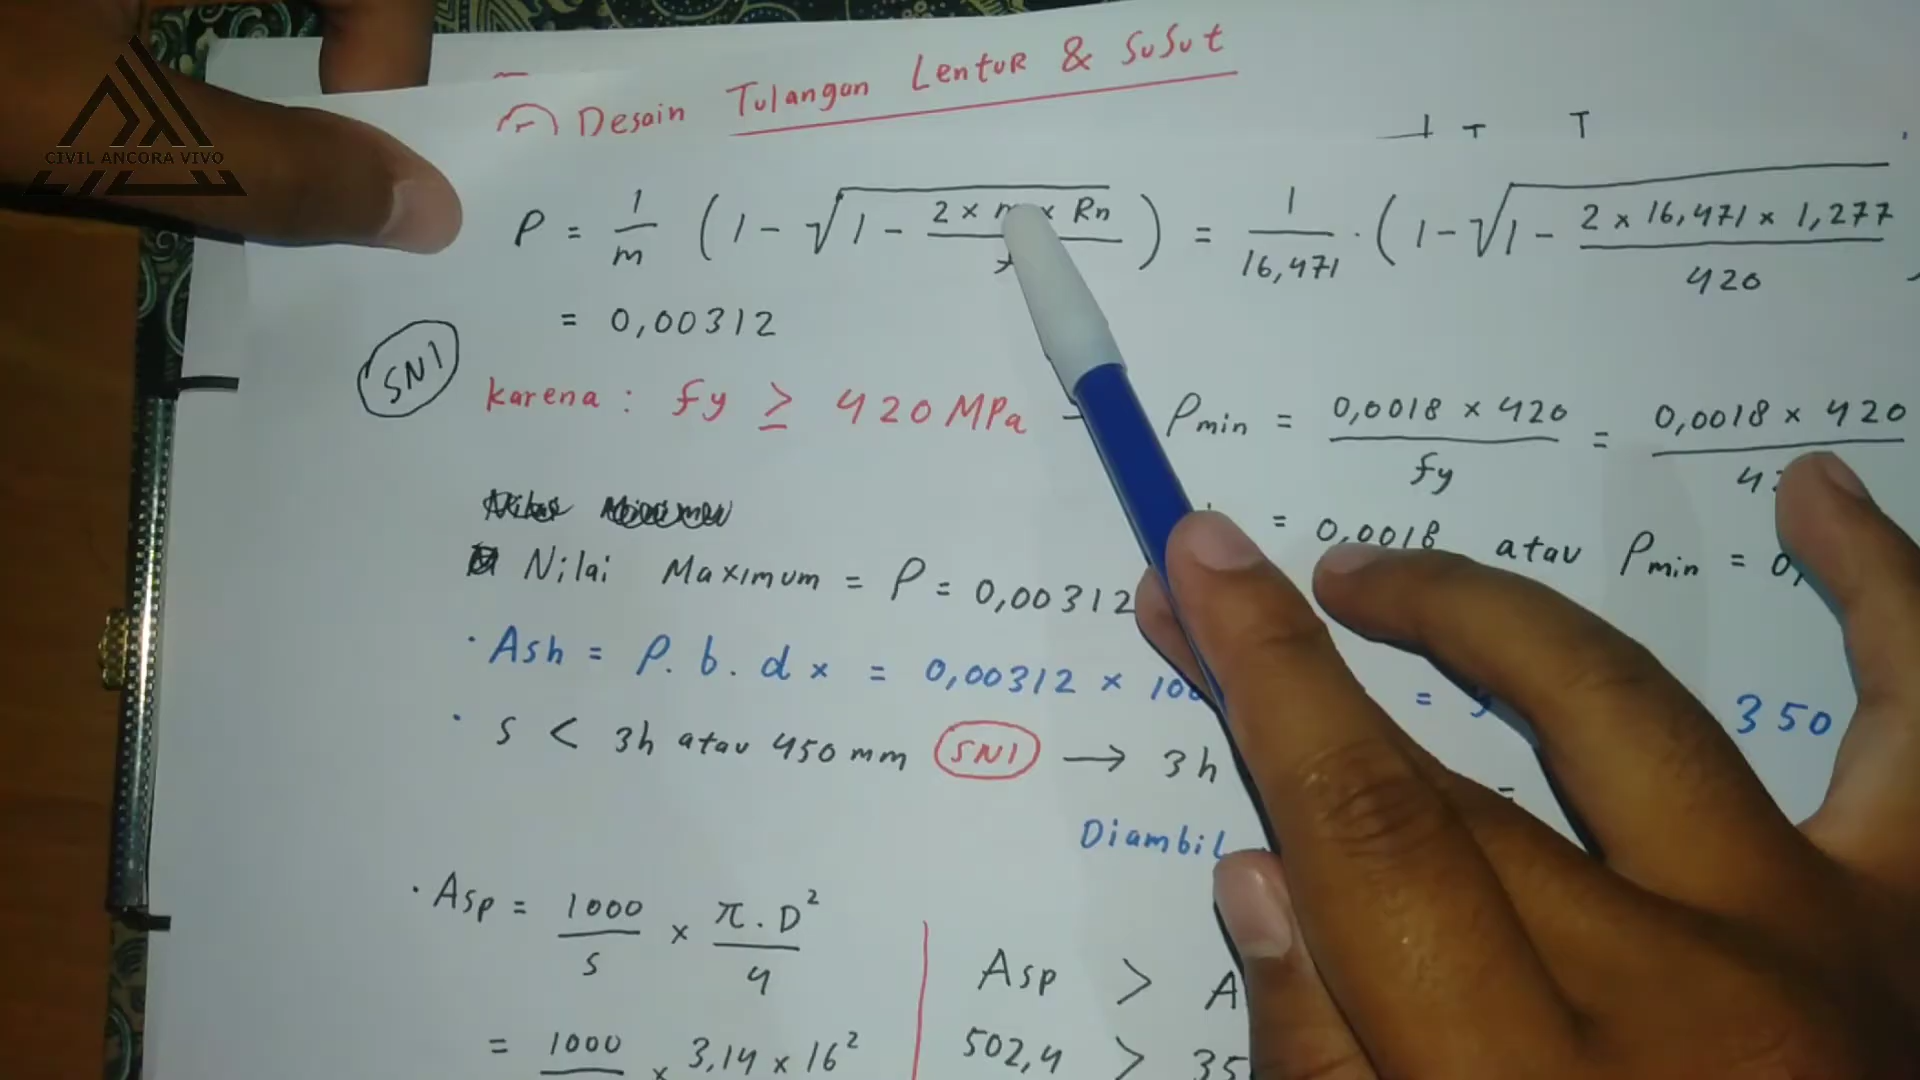 CIVIL ANCORA VIVO
Desain Tulangan Lentur & Susut
ρ = 1/m (1 - √(1 - 2 × m × Rn / )) = 1/16,471 · (1 - √(1 - 2 × 16,471 × 1,277 / 420
= 0,00312
SNI
Karena : fy ≥ 420 MPa ρmin = 0,0018 × 420 / fy = 0,0018 × 420
= 0,0018 atau ρmin =
Nilai Maximum = ρ = 0,00312
· Ash = ρ. b. dx = 0,00312 × = 350
· s < 3h atau 450 mm SNI → 3h =
Diambil
· Asp = 1000/s × π.D²/4
Asp >
= 1000 × 3,14 × 16²
502,4 >